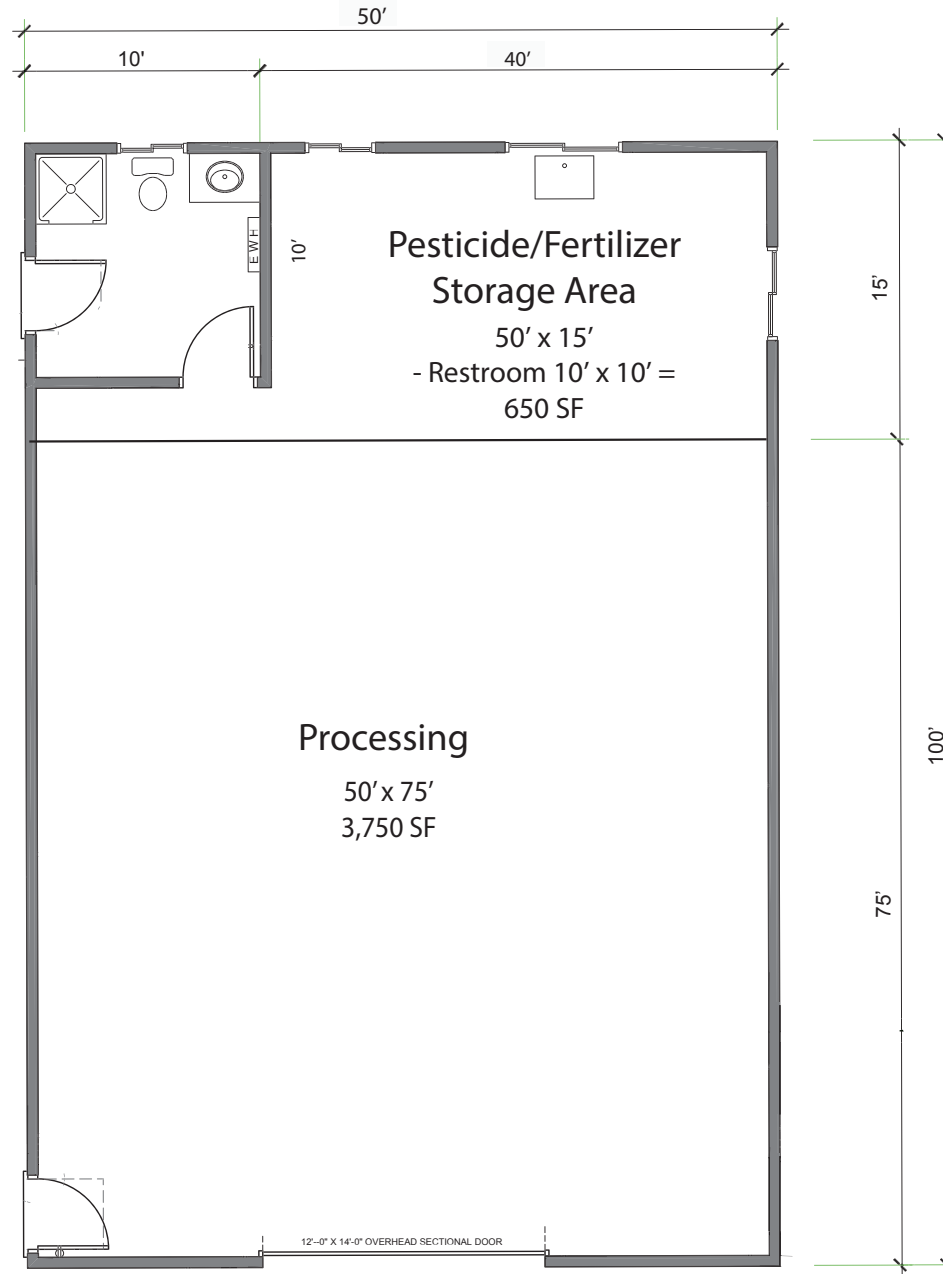 50’
10'
40’
EWH
10’
Pesticide/Fertilizer
Storage Area
50’ x 15’
- Restroom 10’ x 10’ =
650 SF
15’
Processing
50’ x 75’
3,750 SF
100’
75’
12'--0" X 14'-0" OVERHEAD SECTIONAL DOOR